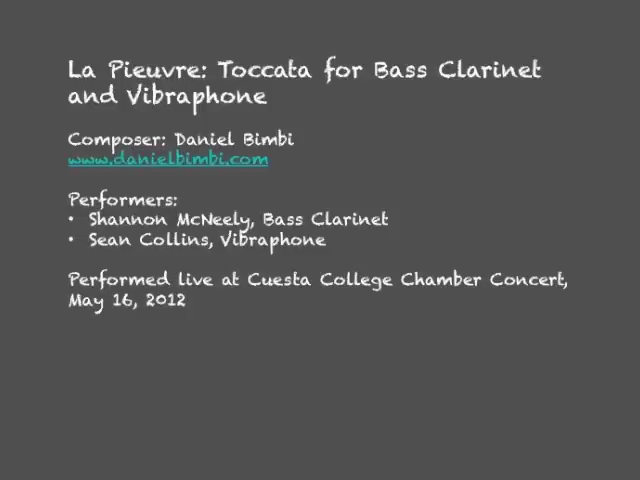 La Pieuvre: Toccata for Bass Clarinet
and Vibraphone
Composer: Daniel Bimbi
www.danielbimbi.com
Performers:
• Shannon McNeely, Bass Clarinet
• Sean Collins, Vibraphone
Performed live at Cuesta College Chamber Concert,
May 16, 2012